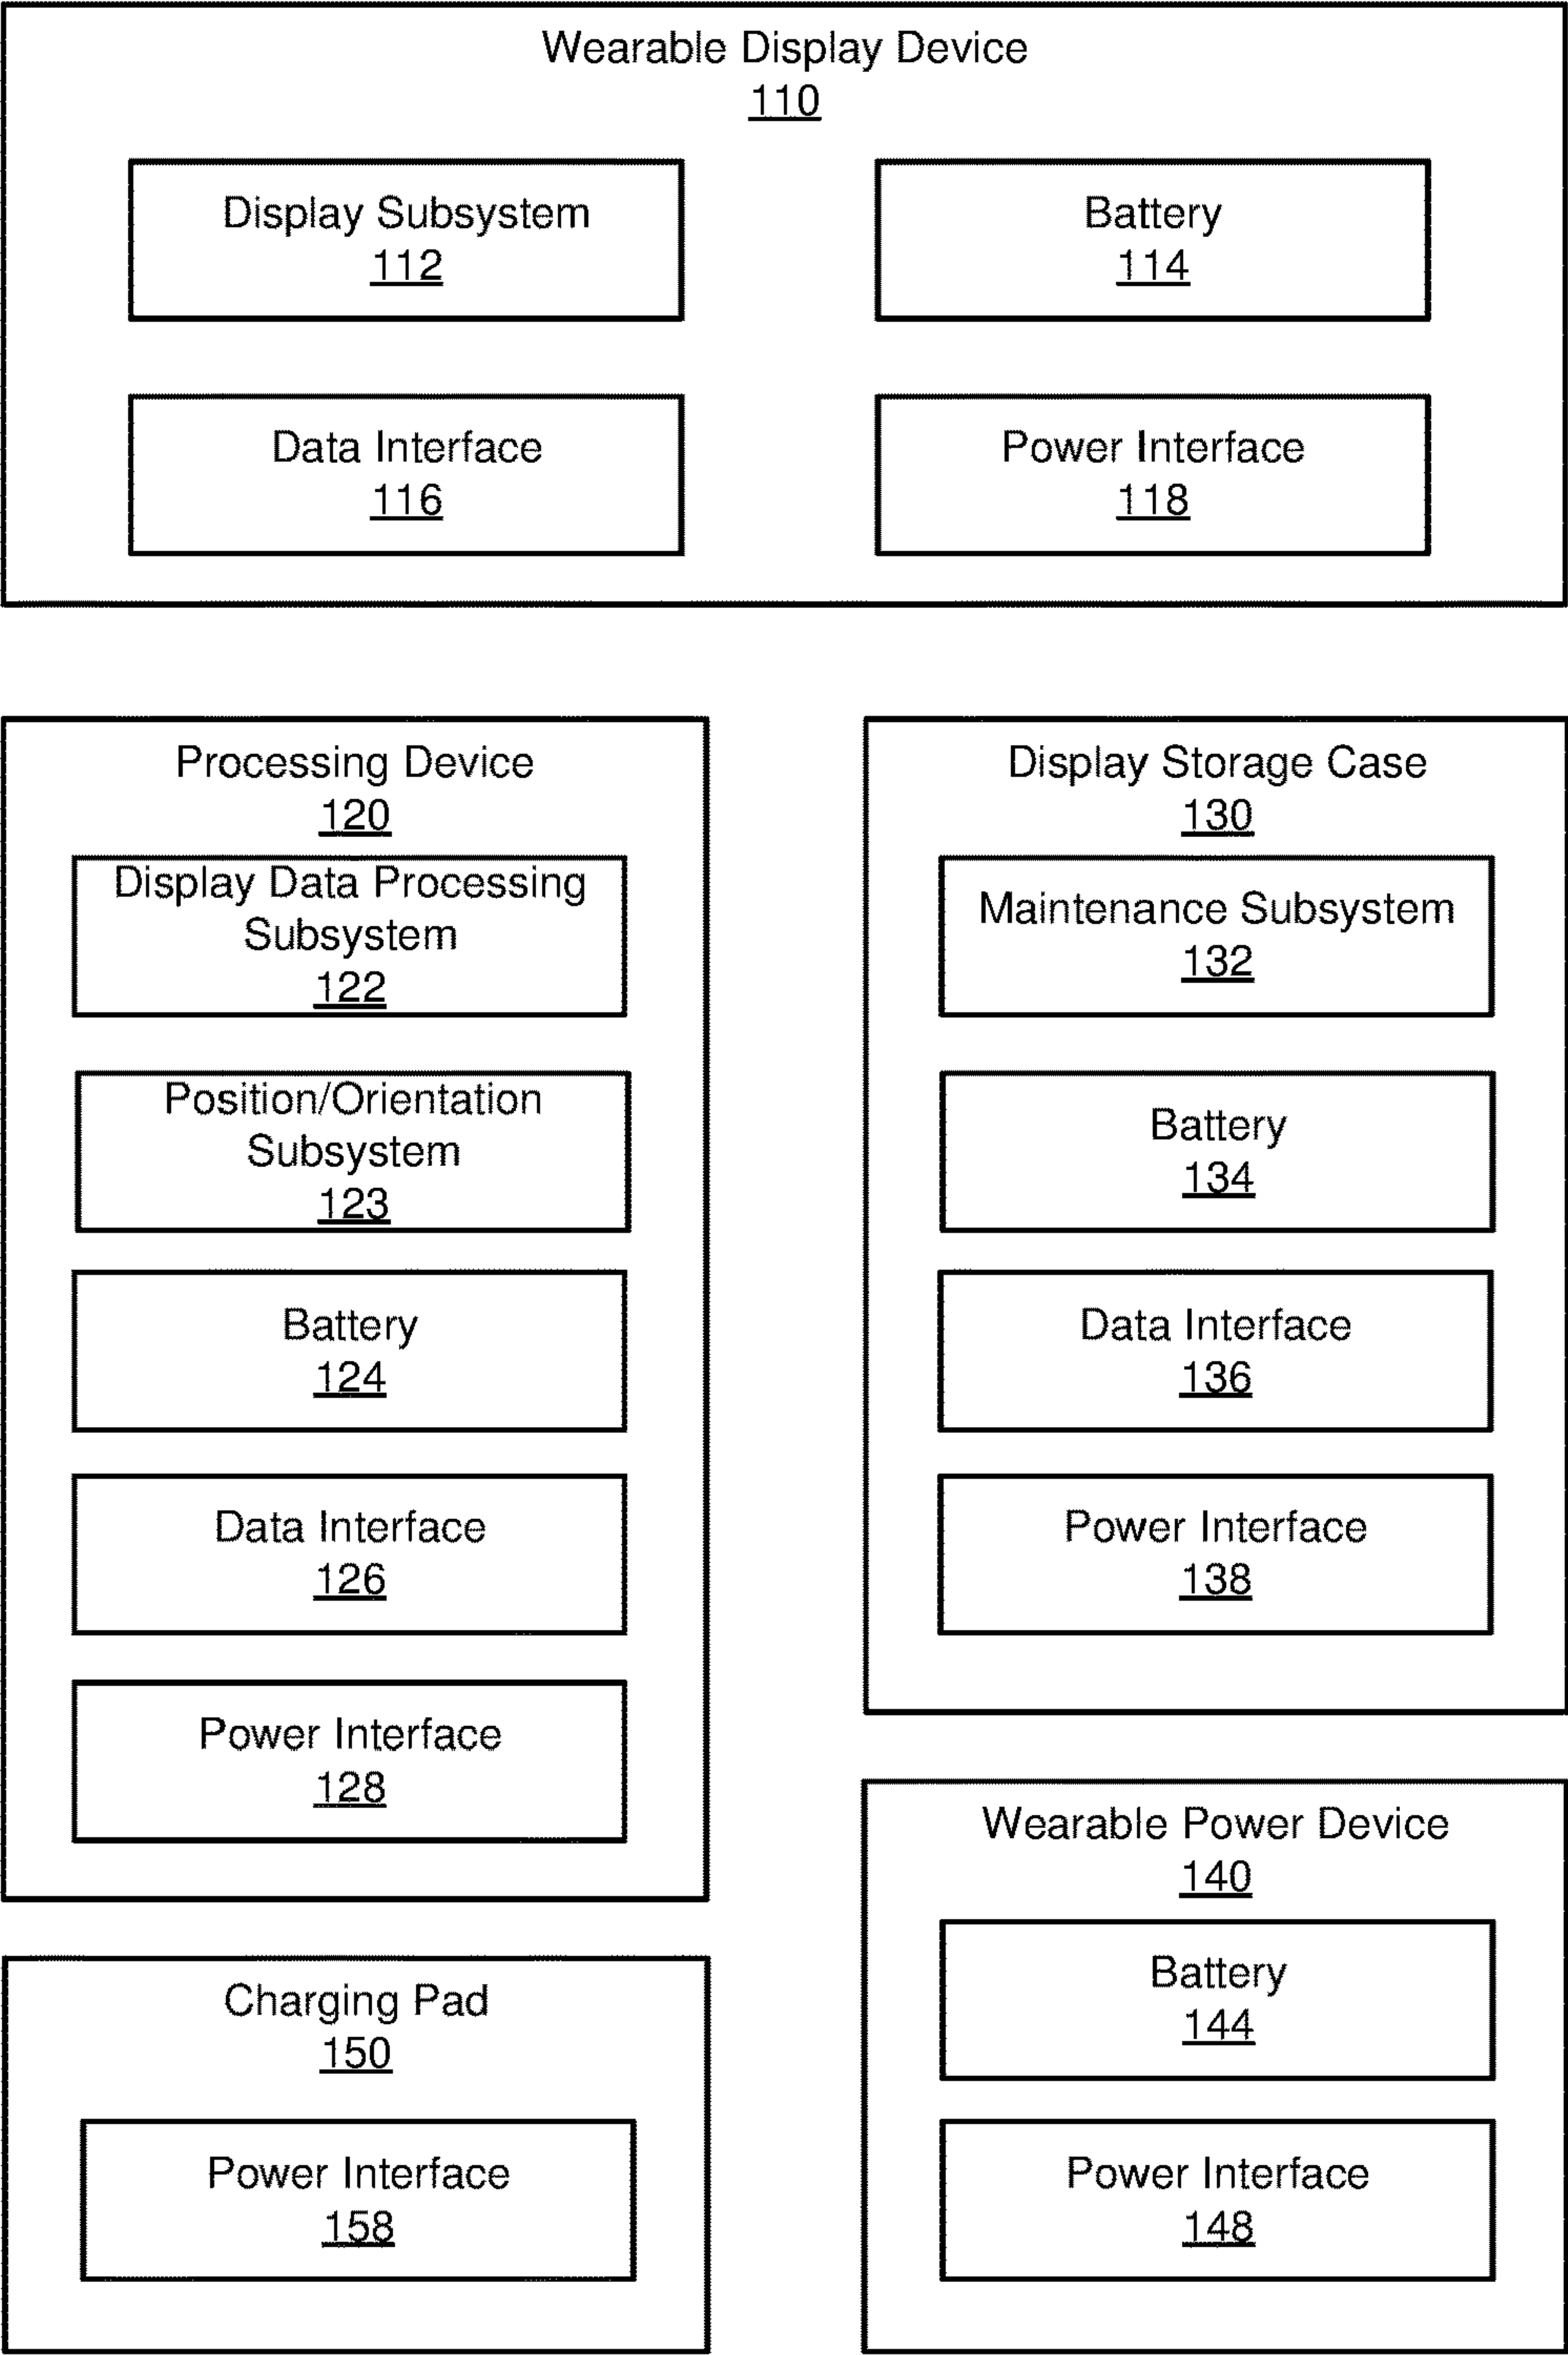 Wearable Display Device
110
Display Subsystem
112
Battery
114
Data Interface
116
Power Interface
118
Processing Device
120
Display Data Processing
Subsystem
122
Position/Orientation
Subsystem
123
Battery
124
Data Interface
126
Power Interface
128
Display Storage Case
130
Maintenance Subsystem
132
Battery
134
Data Interface
136
Power Interface
138
Charging Pad
150
Power Interface
158
Wearable Power Device
140
Battery
144
Power Interface
148